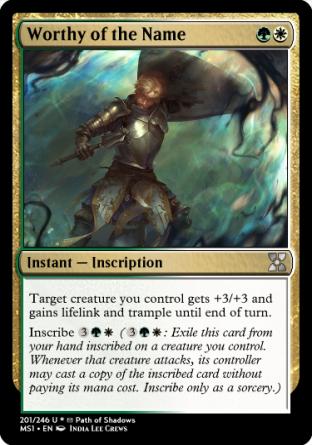 Worthy of the Name
Instant — Inscription
Target creature you control gets +3/+3 and
gains lifelink and trample until end of turn.
Inscribe 3 (3: Exile this card from
your hand inscribed on a creature you control.
Whenever that creature attacks, its controller
may cast a copy of the inscribed card without
paying its mana cost. Inscribe only as a sorcery.)
201/246 U * Path of Shadows
MS1 • EN India Lee Crews